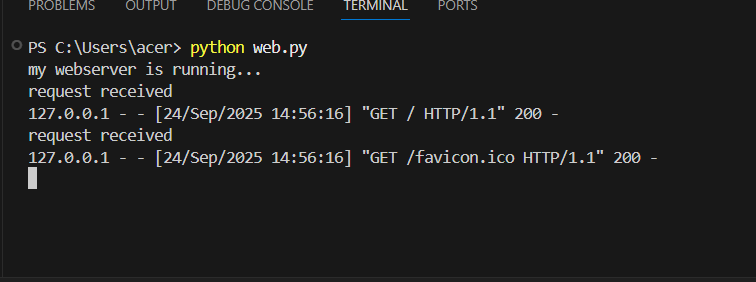 PROBLEMS OUTPUT DEBUG CONSOLE TERMINAL PORTS
PS C:\Users\acer> python web.py
my webserver is running...
request received
127.0.0.1 - - [24/Sep/2025 14:56:16] "GET / HTTP/1.1" 200 -
request received
127.0.0.1 - - [24/Sep/2025 14:56:16] "GET /favicon.ico HTTP/1.1" 200 -